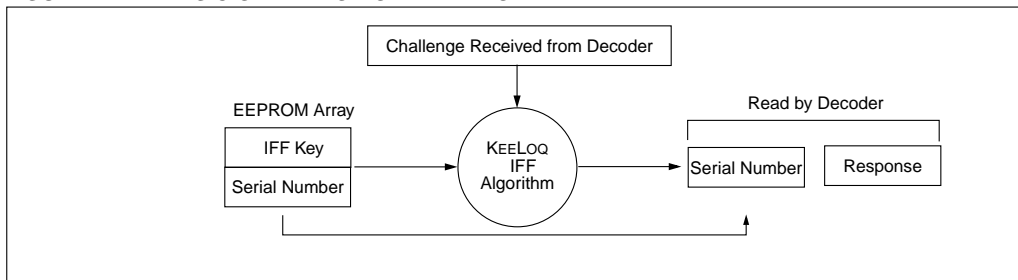 Challenge Received from Decoder
EEPROM Array
Read by Decoder
IFF Key
Serial Number
KEELOQ
IFF
Algorithm
Serial Number
Response